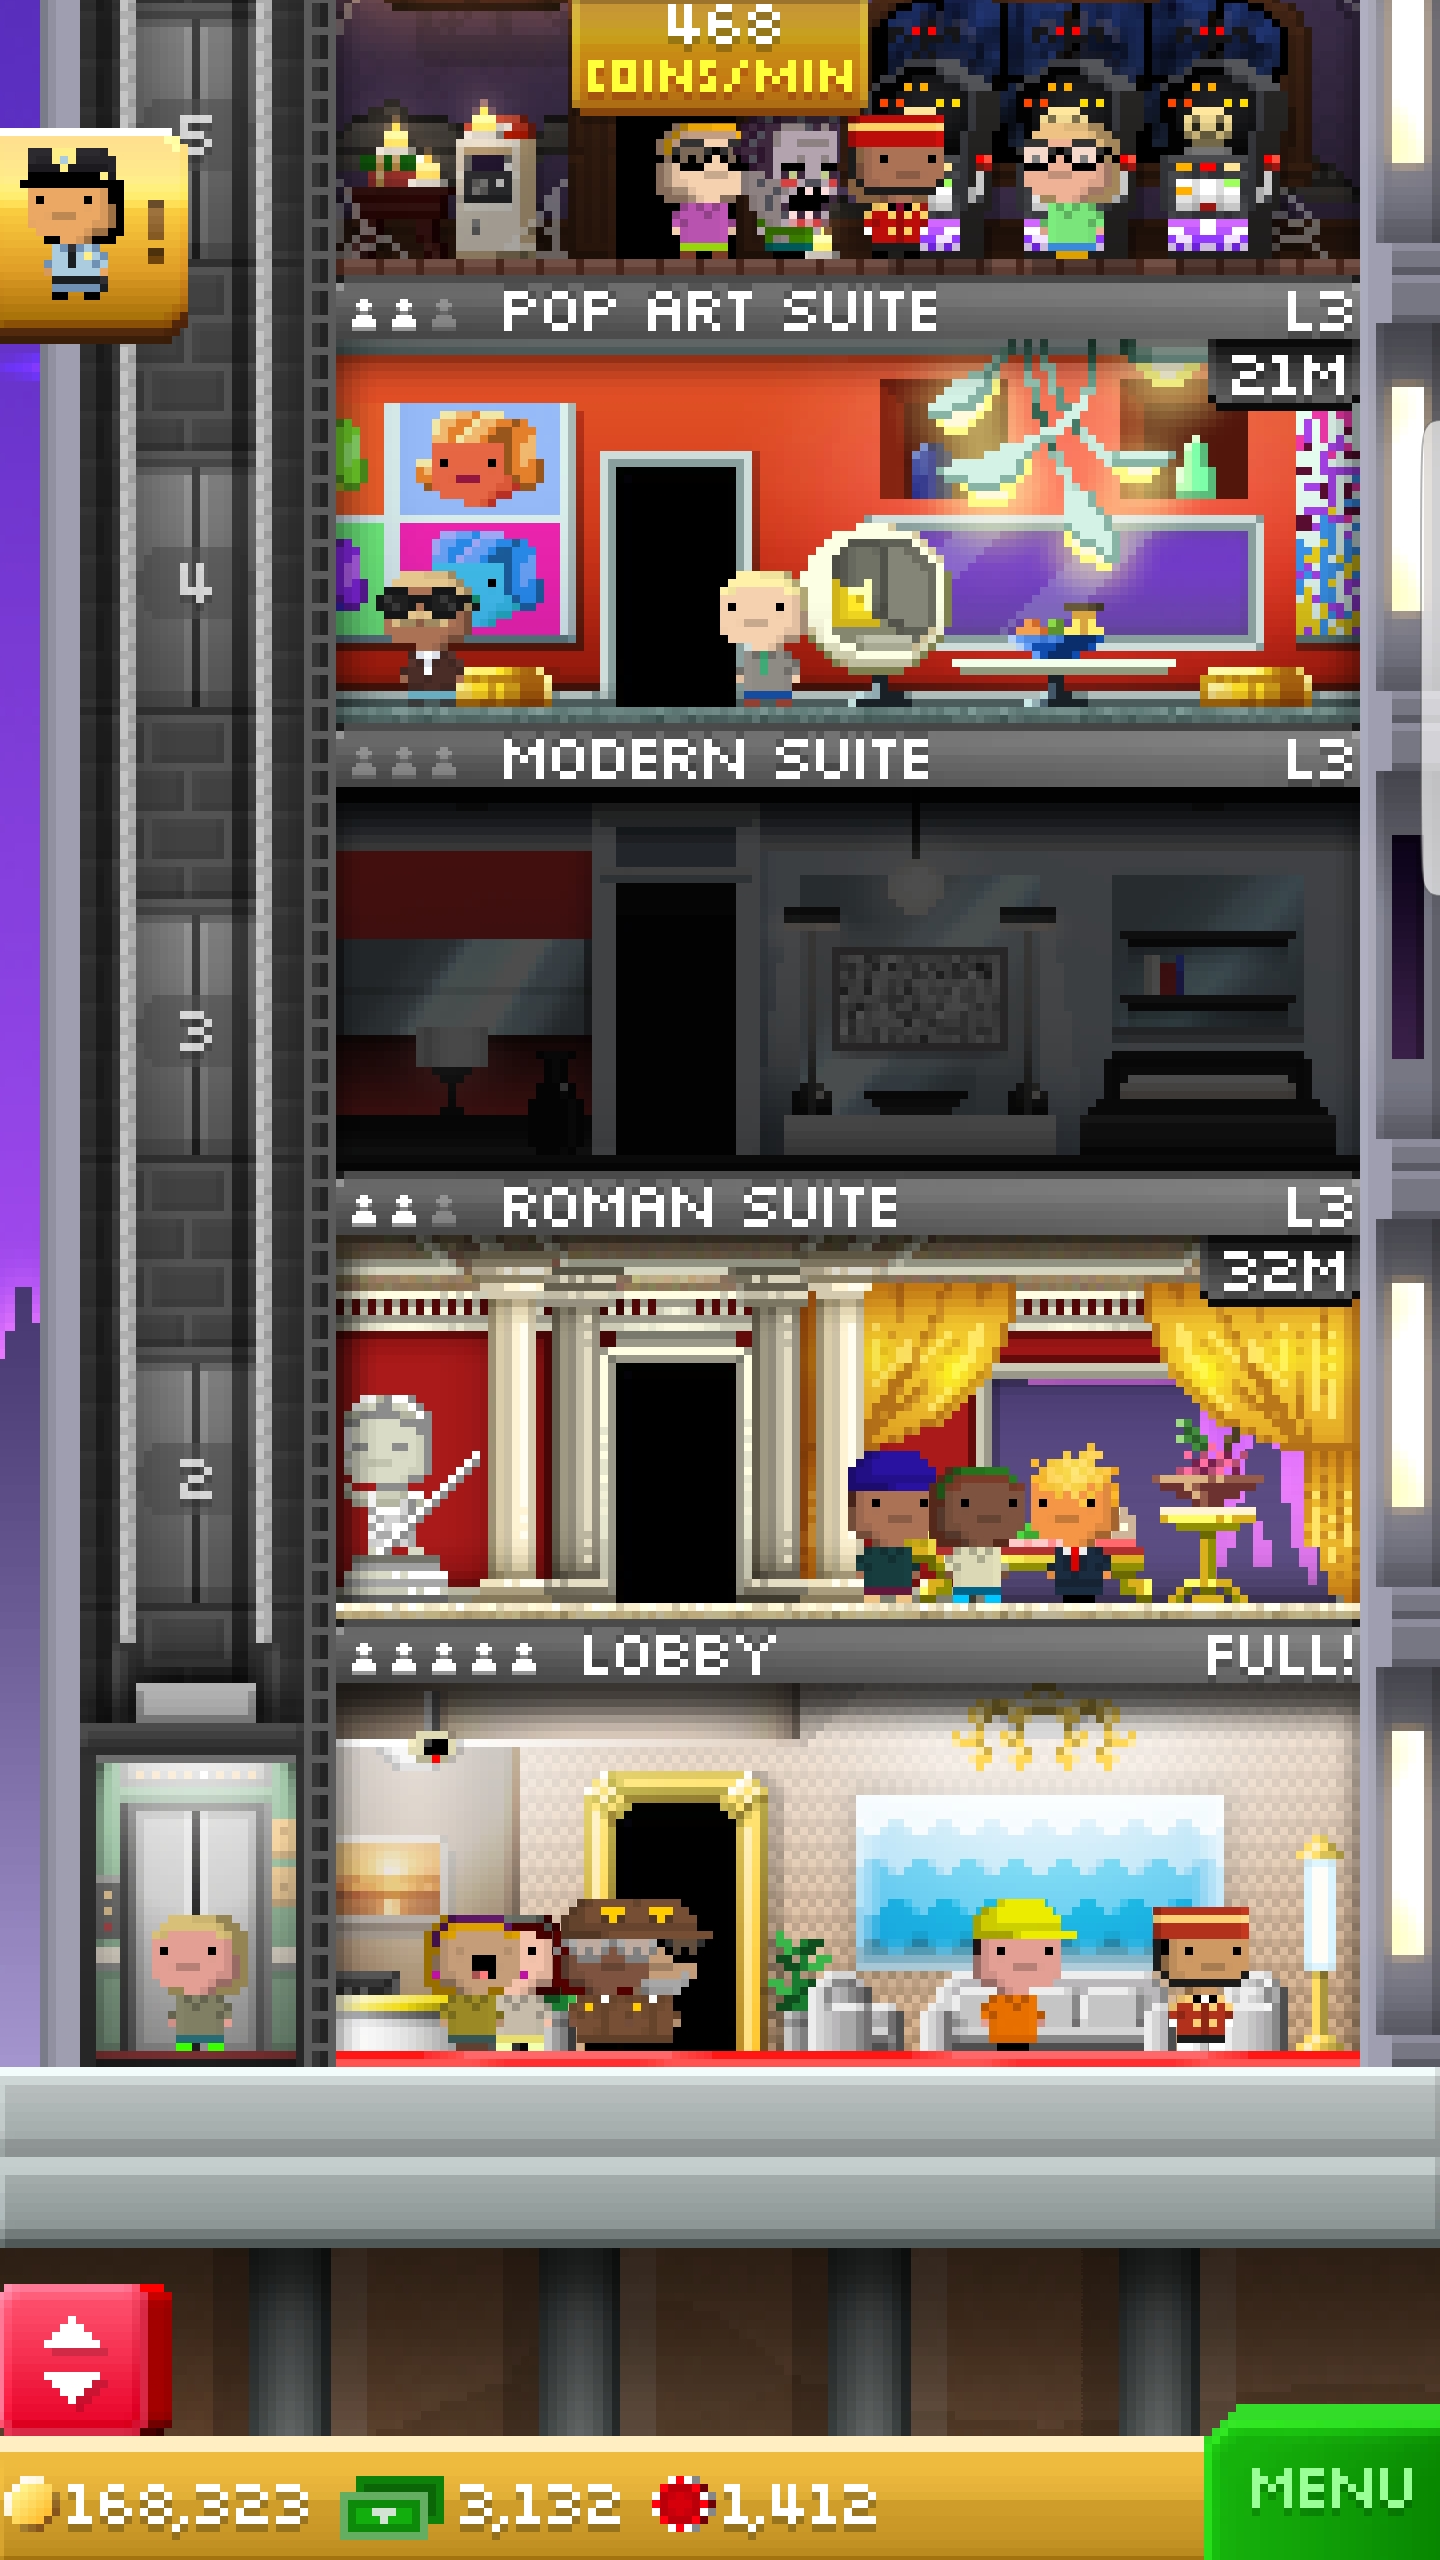 468
COINS/MIN
5
!
POP ART SUITE L3
21M
4
MODERN SUITE L3
3
ROMAN SUITE L3
32M
2
LOBBY FULL!
168,323 3,132 1,412
MENU